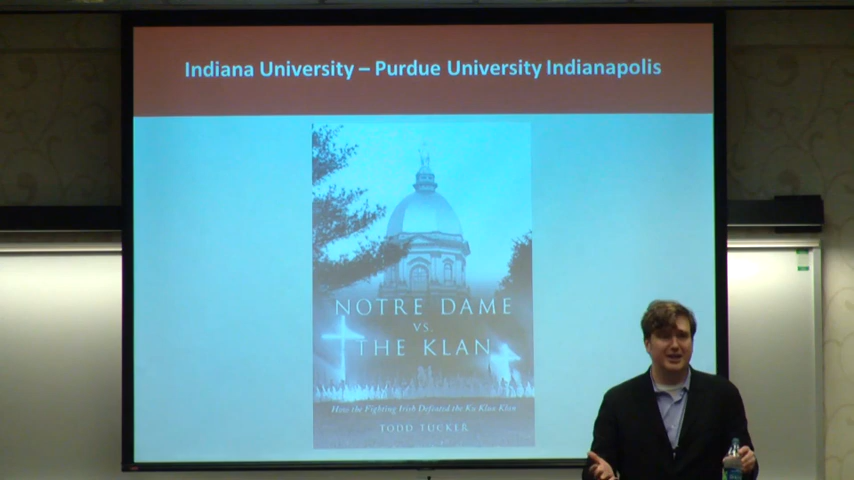 Indiana University – Purdue University Indianapolis
NOTRE DAME
VS.
THE KLAN
How the Fighting Irish Defeated the Ku Klux Klan
TODD TUCKER